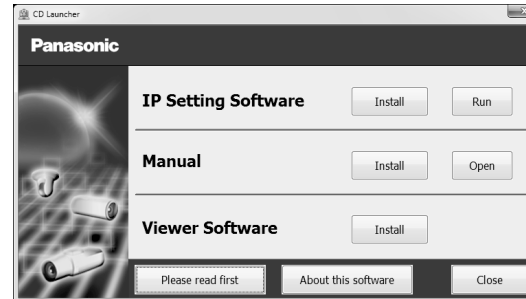 CD Launcher
Panasonic
IP Setting Software Install Run
Manual Install Open
Viewer Software Install
Please read first About this software Close